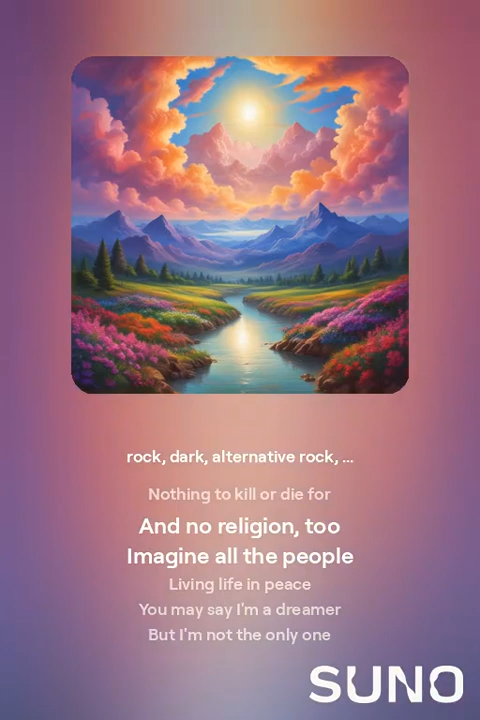 rock, dark, alternative rock, ...
Nothing to kill or die for
And no religion, too
Imagine all the people
Living life in peace
You may say I'm a dreamer
But I'm not the only one
SUNO